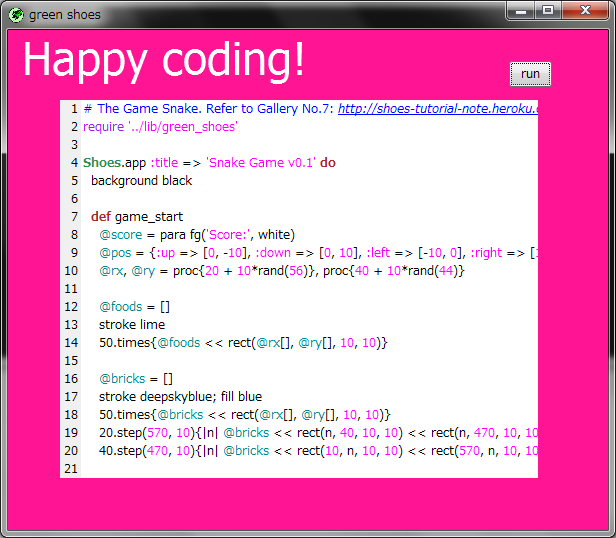 green shoes
Happy coding!
run
1 # The Game Snake. Refer to Gallery No.7: http://shoes-tutorial-note.heroku.
2 require '../lib/green_shoes'
3
4 Shoes.app :title => 'Snake Game v0.1' do
5 background black
6
7 def game_start
8 @score = para fg('Score:', white)
9 @pos = {:up => [0, -10], :down => [0, 10], :left => [-10, 0], :right => [
10 @rx, @ry = proc{20 + 10*rand(56)}, proc{40 + 10*rand(44)}
11
12 @foods = []
13 stroke lime
14 50.times{@foods << rect(@rx[], @ry[], 10, 10)}
15
16 @bricks = []
17 stroke deepskyblue; fill blue
18 50.times{@bricks << rect(@rx[], @ry[], 10, 10)}
19 20.step(570, 10){|n| @bricks << rect(n, 40, 10, 10) << rect(n, 470, 10, 10
20 40.step(470, 10){|n| @bricks << rect(10, n, 10, 10) << rect(570, n, 10, 10
21